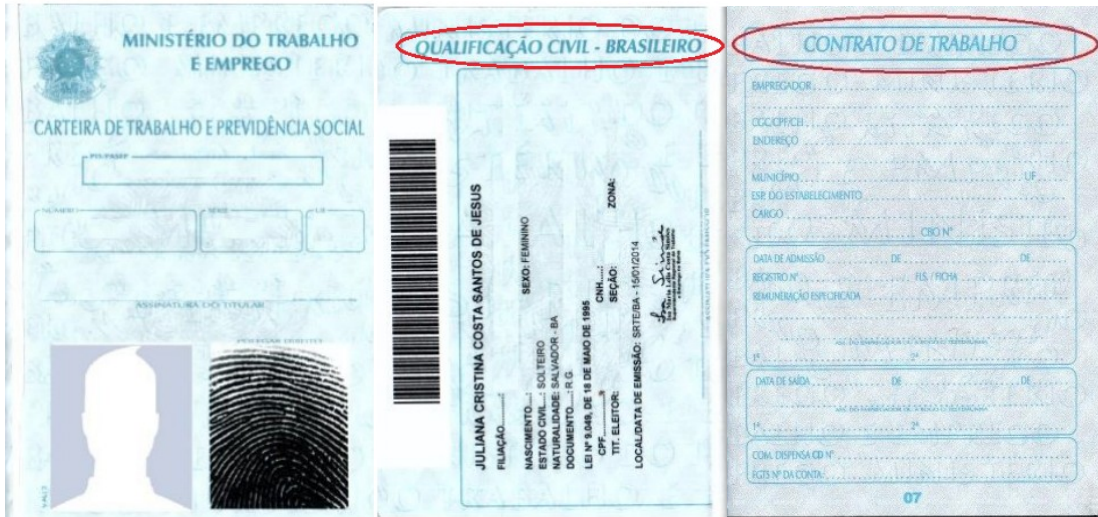 MINISTÉRIO DO TRABALHO
E EMPREGO
CARTEIRA DE TRABALHO E PREVIDÊNCIA SOCIAL
PIS/PASEP
NÚMERO
SÉRIE
UF
ASSINATURA DO TITULAR
POLEGAR DIREITO
QUALIFICAÇÃO CIVIL - BRASILEIRO
JULIANA CRISTINA COSTA SANTOS DE JESUS
FILIAÇÃO........:
SEXO: FEMININO
NASCIMENTO....:
ESTADO CIVIL...: SOLTEIRO
NATURALIDADE: SALVADOR - BA
DOCUMENTO.....: R.G.
LEI Nº 9.049, DE 18 DE MAIO DE 1995
CPF...........: CNH.....:
TIT. ELEITOR: SEÇÃO: ZONA:
LOCAL/DATA DE EMISSÃO: SRTE/BA - 15/01/2014
CONTRATO DE TRABALHO
EMPREGADOR
CGC/CPF/CEI
ENDEREÇO
MUNICÍPIO UF
ESP. DO ESTABELECIMENTO
CARGO
CBO Nº
DATA DE ADMISSÃO DE DE
REGISTRO Nº FLS. / FICHA
REMUNERAÇÃO ESPECIFICADA
1ª 2ª
DATA DE SAÍDA DE DE
1ª 2ª
COM. DISPENSA CD Nº
FGTS Nº DA CONTA
07